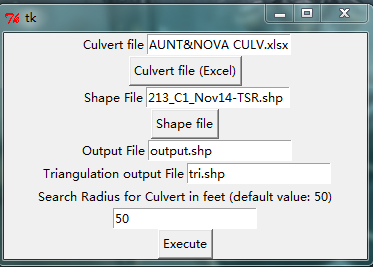 tk
Culvert file AUNT&NOVA CULV.xlsx
Culvert file (Excel)
Shape File 213_C1_Nov14-TSR.shp
Shape file
Output File output.shp
Triangulation output File tri.shp
Search Radius for Culvert in feet (default value: 50)
50
Execute